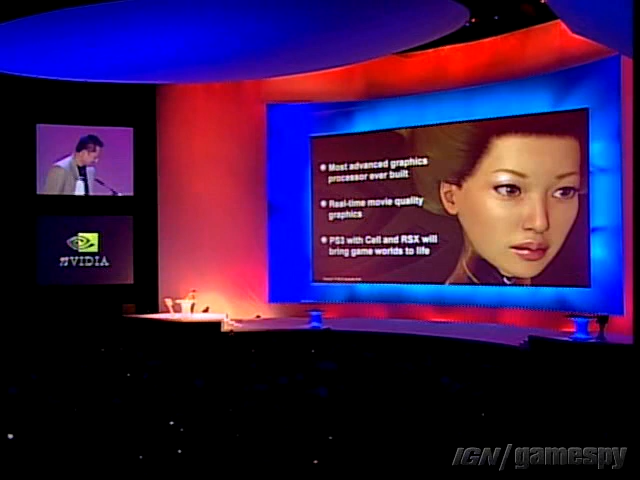 Most advanced graphics
processor ever built
Real-time movie quality
graphics
PS3 with Cell and RSX will
bring game worlds to life
NVIDIA
IGN/gamespy